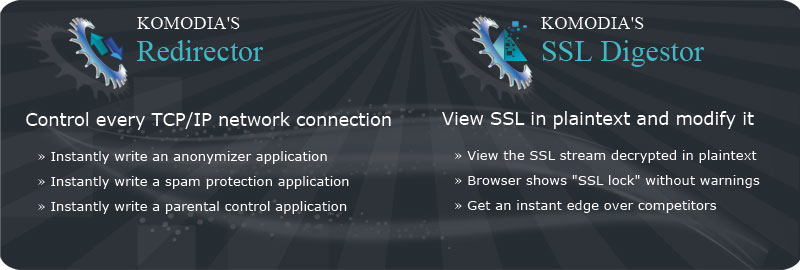 KOMODIA'S
Redirector
Control every TCP/IP network connection
» Instantly write an anonymizer application
» Instantly write a spam protection application
» Instantly write a parental control application
KOMODIA'S
SSL Digestor
View SSL in plaintext and modify it
» View the SSL stream decrypted in plaintext
» Browser shows "SSL lock" without warnings
» Get an instant edge over competitors